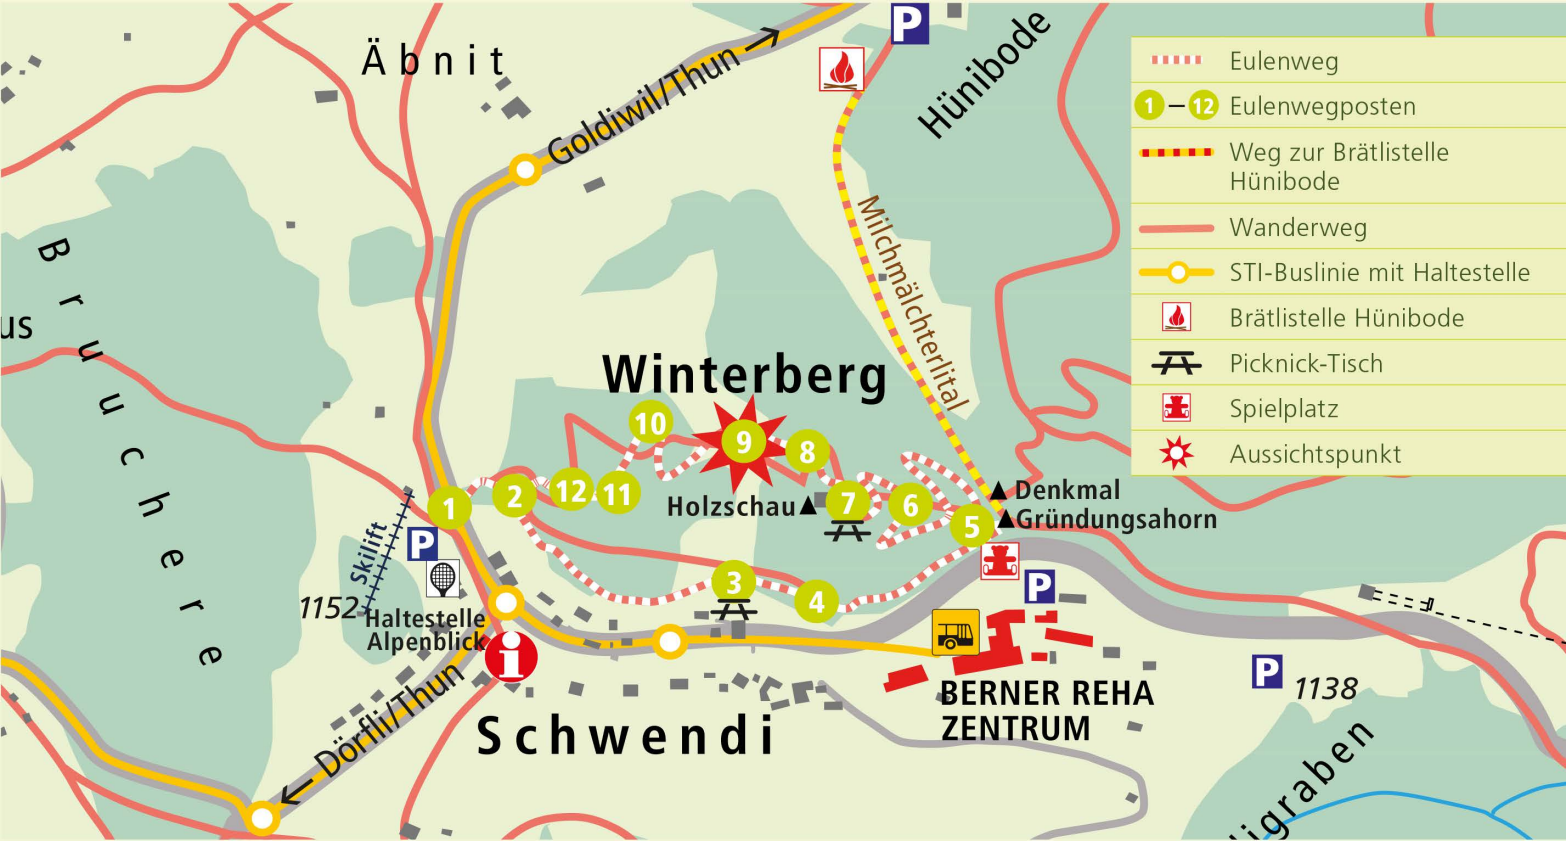 Äbnit
Goldiwil/Thun
P
Hünibode
Eulenweg
1 – 12 Eulenwegposten
Weg zur Brätlistelle
Hünibode
Wanderweg
STI-Buslinie mit Haltestelle
Brätlistelle Hünibode
Picknick-Tisch
Spielplatz
Aussichtspunkt
Bruchere
us
Milchmälchterlital
Winterberg
10
9
8
12
11
2
1
7
6
5
Holzschau
Denkmal
Gründungsahorn
Skilift
P
3
4
P
1152
Haltestelle
Alpenblick
i
Dörfli/Thun
Schwendi
BERNER REHA
ZENTRUM
P
1138
ligraben